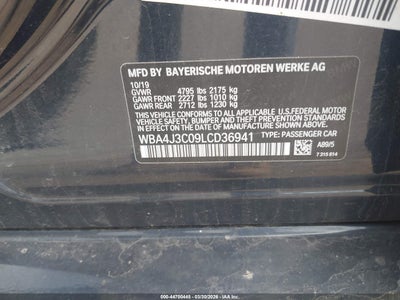 MFD BY BAYERISCHE MOTOREN WERKE AG
10/19
GVWR 4795 lbs 2175 kg
GAWR FRONT 2227 lbs 1010 kg
GAWR REAR 2712 lbs 1230 kg
THIS VEHICLE CONFORMS TO ALL APPLICABLE U.S. FEDERAL MOTOR
VEHICLE SAFETY, BUMPER, AND THEFT PREVENTION STANDARDS
IN EFFECT ON THE DATE OF MANUFACTURE SHOWN ABOVE.
WBA4J3C09LCD36941 TYPE: PASSENGER CAR
A89/5
7 215 814
000-44700445 - 03/30/2026 - IAA Inc.